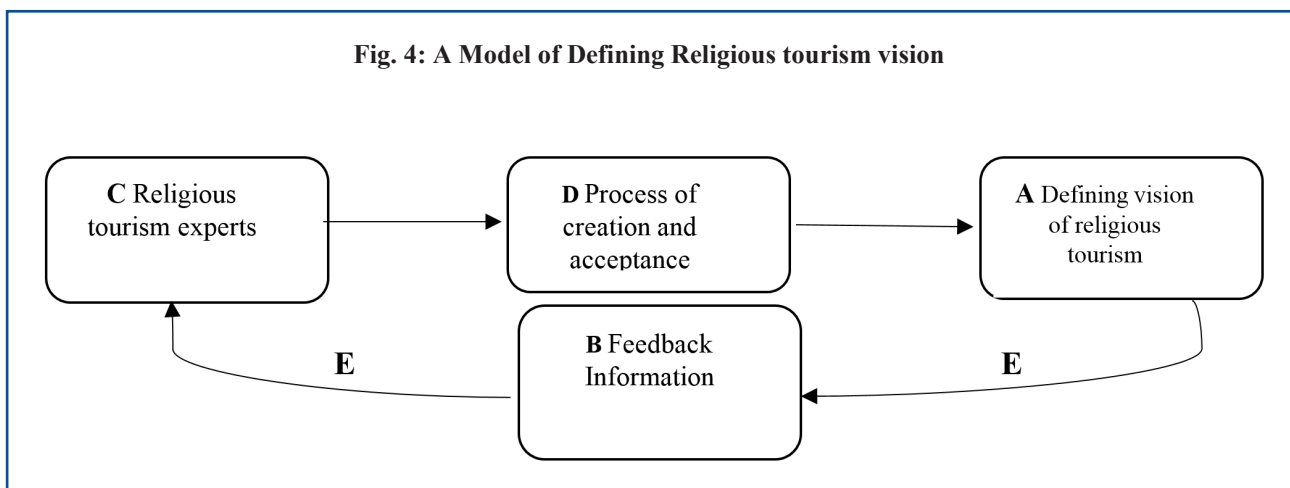 Fig. 4: A Model of Defining Religious tourism vision
C Religious
tourism experts
D Process of
creation and
acceptance
A Defining vision
of religious
tourism
B Feedback
Information
E
E